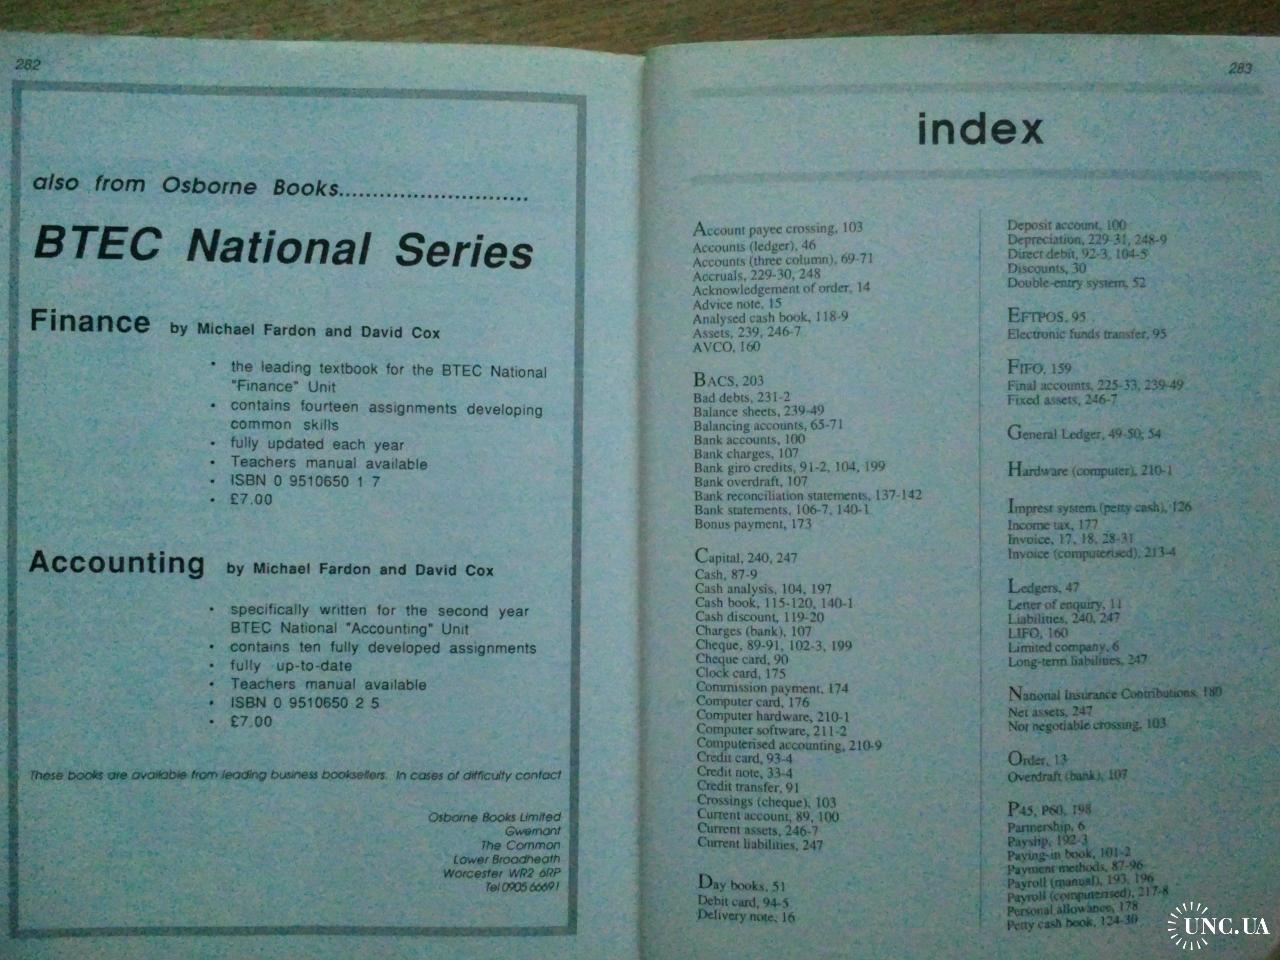 282
also from Osborne Books............................
BTEC National Series
Finance by Michael Fardon and David Cox
• the leading textbook for the BTEC National
"Finance" Unit
• contains fourteen assignments developing
common skills
• fully updated each year
• Teachers manual available
• ISBN 0 9510650 1 7
• £7.00
Accounting by Michael Fardon and David Cox
• specifically written for the second year
BTEC National "Accounting" Unit
• contains ten fully developed assignments
• fully up-to-date
• Teachers manual available
• ISBN 0 9510650 2 5
• £7.00
These books are available from leading business booksellers. In cases of difficulty contact
Osborne Books Limited
Gwernant
The Common
Lower Broadheath
Worcester WR2 6RP
Tel 0905 66691
283
index
Account payee crossing, 103
Accounts (ledger), 46
Accounts (three column), 69-71
Accruals, 229-30, 248
Acknowledgement of order, 14
Advice note, 15
Analysed cash book, 118-9
Assets, 239, 246-7
AVCO, 160
BACS, 203
Bad debts, 231-2
Balance sheets, 239-49
Balancing accounts, 65-71
Bank accounts, 100
Bank charges, 107
Bank giro credits, 91-2, 104, 199
Bank overdraft, 107
Bank reconciliation statements, 137-142
Bank statements, 106-7, 140-1
Bonus payment, 173
Capital, 240, 247
Cash, 87-9
Cash analysis, 104, 197
Cash book, 115-120, 140-1
Cash discount, 119-20
Charges (bank), 107
Cheque, 89-91, 102-3, 199
Cheque card, 90
Clock card, 175
Commission payment, 174
Computer card, 176
Computer hardware, 210-1
Computer software, 211-2
Computerised accounting, 210-9
Credit card, 93-4
Credit note, 33-4
Credit transfer, 91
Crossings (cheque), 103
Current account, 89, 100
Current assets, 246-7
Current liabilities, 247
Day books, 51
Debit card, 94-5
Delivery note, 16
Deposit account, 100
Depreciation, 229-31, 248-9
Direct debit, 92-3, 104-5
Discounts, 30
Double-entry system, 52
EFTPOS, 95
Electronic funds transfer, 95
FIFO, 159
Final accounts, 225-33, 239-49
Fixed assets, 246-7
General Ledger, 49-50, 54
Hardware (computer), 210-1
Imprest system (petty cash), 126
Income tax, 177
Invoice, 17, 18, 28-31
Invoice (computerised), 213-4
Ledgers, 47
Letter of enquiry, 11
Liabilities, 240, 247
LIFO, 160
Limited company, 6
Long-term liabilities, 247
National Insurance Contributions, 180
Net assets, 247
Not negotiable crossing, 103
Order, 13
Overdraft (bank), 107
P45, P60, 198
Partnership, 6
Payslip, 192-3
Paying-in book, 101-2
Payment methods, 87-96
Payroll (manual), 193, 196
Payroll (computerised), 217-8
Personal allowance, 178
Petty cash book, 124-30
UNC.UA